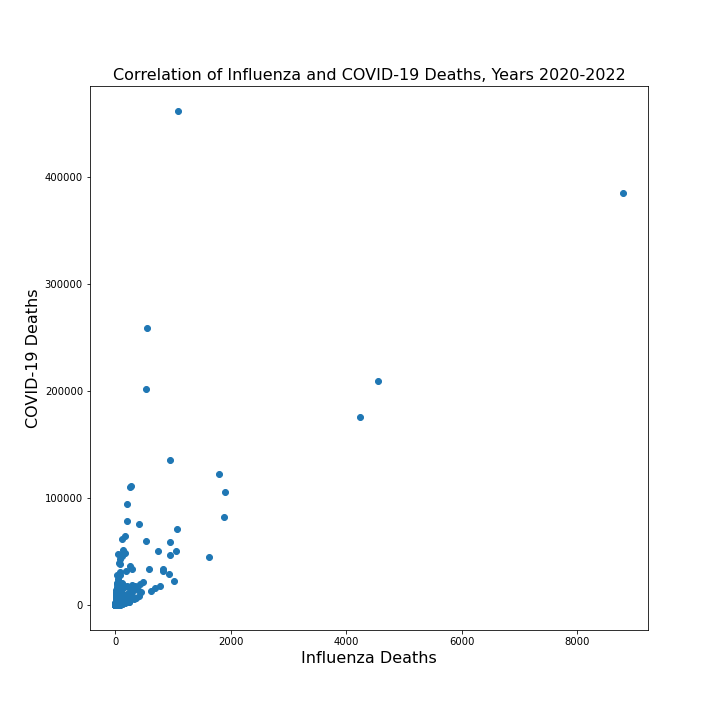 Correlation of Influenza and COVID-19 Deaths, Years 2020-2022
COVID-19 Deaths
400000
300000
200000
100000
0
0 2000 4000 6000 8000
Influenza Deaths